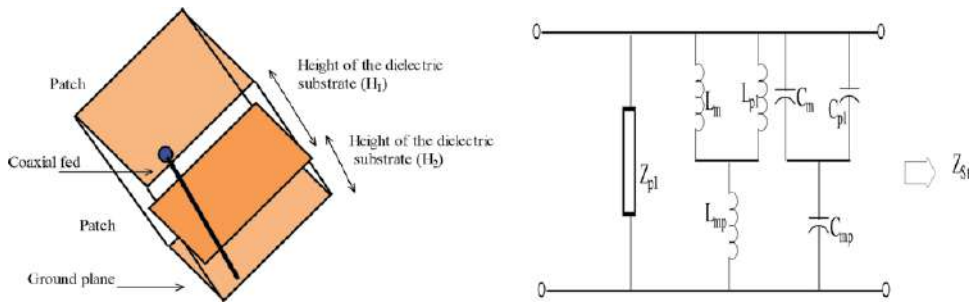 Patch
Height of the dielectric
substrate (H1)
Height of the dielectric
substrate (H2)
Coaxial fed
Patch
Ground plane
Zp1
Lm
Lp1
Cm
Cp1
Lmp
Cmp
ZSt